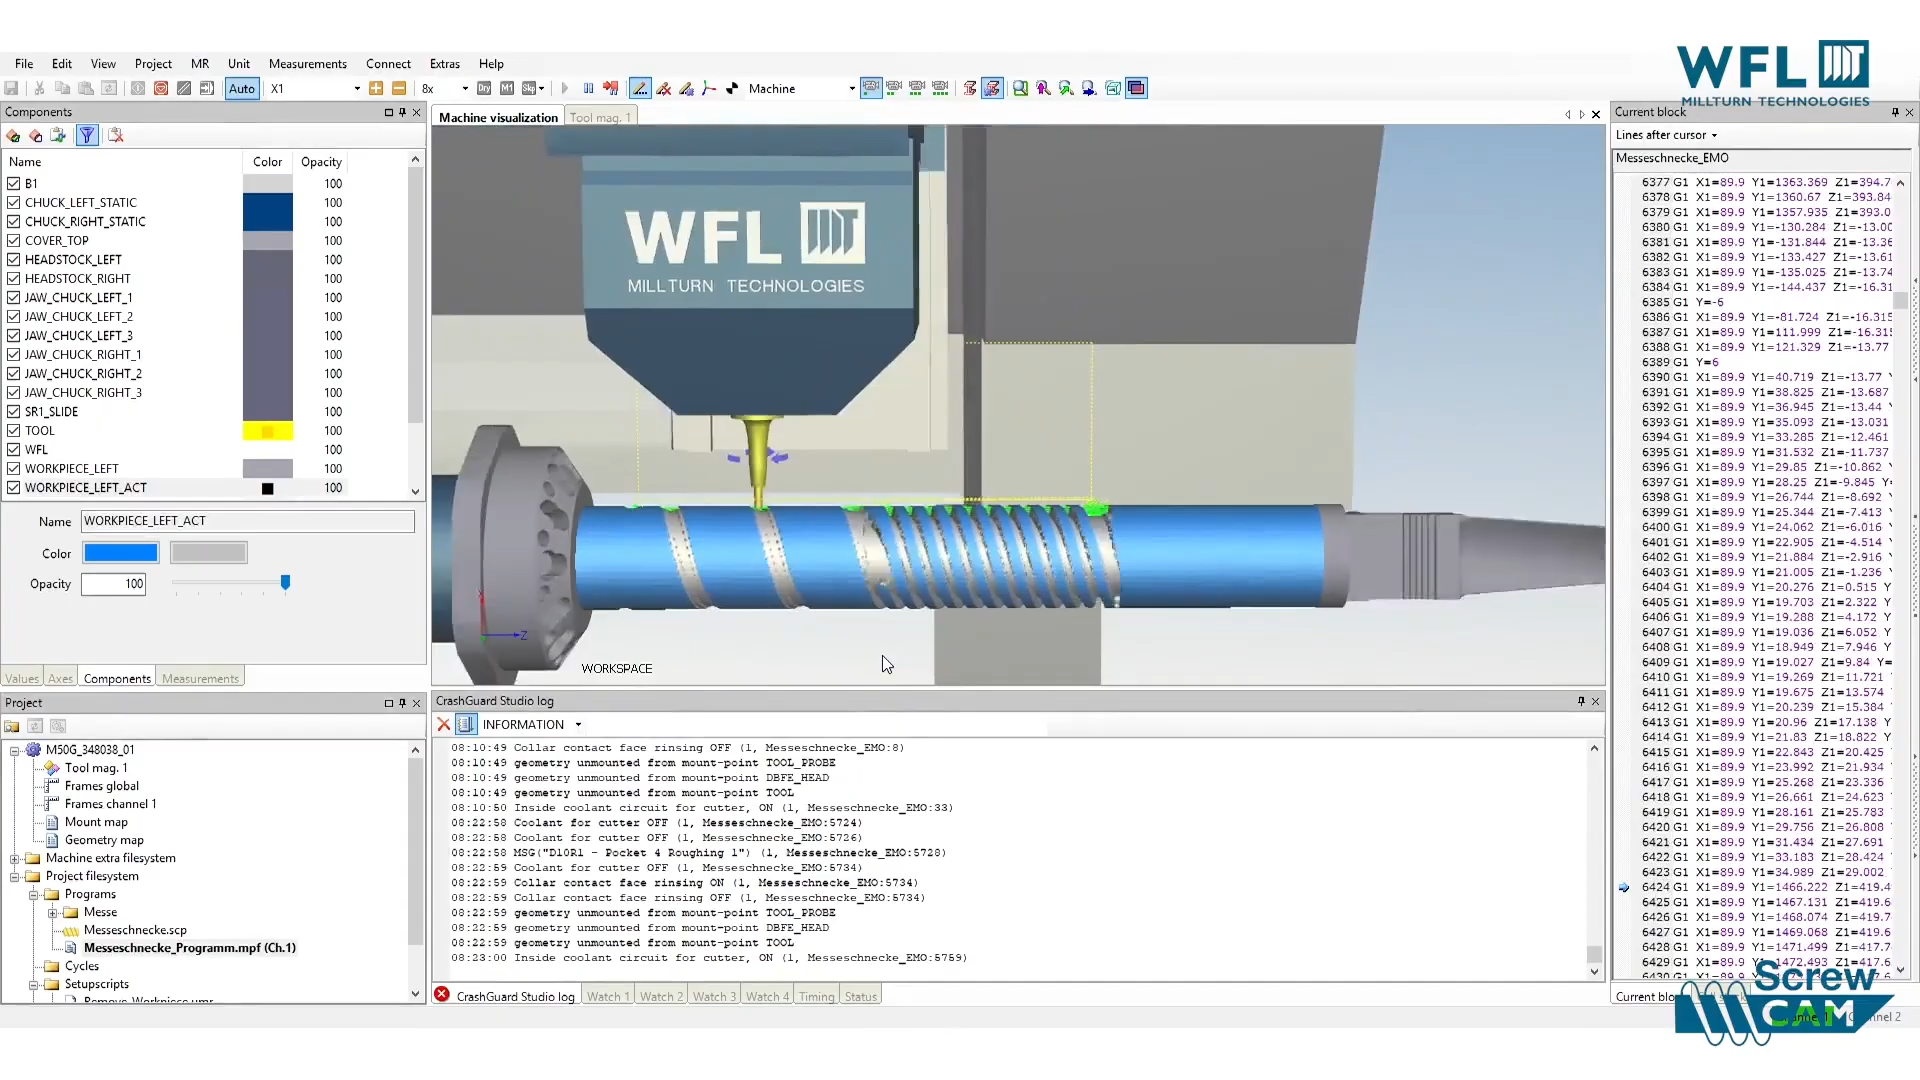 WFL
MILLTURN TECHNOLOGIES
File Edit View Project MR Unit Measurements Connect Extras Help
Auto X1 8x Dry M1 Skp Machine
Components
Name Color Opacity
B1 100
CHUCK_LEFT_STATIC 100
CHUCK_RIGHT_STATIC 100
COVER_TOP 100
HEADSTOCK_LEFT 100
HEADSTOCK_RIGHT 100
JAW_CHUCK_LEFT_1 100
JAW_CHUCK_LEFT_2 100
JAW_CHUCK_LEFT_3 100
JAW_CHUCK_RIGHT_1 100
JAW_CHUCK_RIGHT_2 100
JAW_CHUCK_RIGHT_3 100
SR1_SLIDE 100
TOOL 100
WFL 100
WORKPIECE_LEFT 100
WORKPIECE_LEFT_ACT 100
Name WORKPIECE_LEFT_ACT
Color
Opacity 100
Values Axes Components Measurements
Project
M50G_348038_01
Tool mag. 1
Frames global
Frames channel 1
Mount map
Geometry map
Machine extra filesystem
Project filesystem
Programs
Messe
Messeschnecke.scp
Messeschnecke_Programm.mpf (Ch.1)
Cycles
Setupscripts
Machine visualization Tool mag. 1
WFL
MILLTURN TECHNOLOGIES
Z
WORKSPACE
CrashGuard Studio log
INFORMATION
08:10:49 Collar contact face rinsing OFF (1, Messeschnecke_EMO:8)
08:10:49 geometry unmounted from mount-point TOOL_PROBE
08:10:49 geometry unmounted from mount-point DBFE_HEAD
08:10:49 geometry unmounted from mount-point TOOL
08:10:50 Inside coolant circuit for cutter, ON (1, Messeschnecke_EMO:33)
08:22:58 Coolant for cutter OFF (1, Messeschnecke_EMO:5724)
08:22:58 Coolant for cutter OFF (1, Messeschnecke_EMO:5726)
08:22:58 MSG("D10R1 - Pocket 4 Roughing 1") (1, Messeschnecke_EMO:5728)
08:22:59 Coolant for cutter OFF (1, Messeschnecke_EMO:5734)
08:22:59 Collar contact face rinsing ON (1, Messeschnecke_EMO:5734)
08:22:59 Collar contact face rinsing OFF (1, Messeschnecke_EMO:5734)
08:22:59 geometry unmounted from mount-point TOOL_PROBE
08:22:59 geometry unmounted from mount-point DBFE_HEAD
08:22:59 geometry unmounted from mount-point TOOL
08:23:00 Inside coolant circuit for cutter, ON (1, Messeschnecke_EMO:5759)
CrashGuard Studio log Watch 1 Watch 2 Watch 3 Watch 4 Timing Status
Current block
Lines after cursor
Messeschnecke_EMO
6377 G1 X1=89.9 Y1=1363.369 Z1=394.7
6378 G1 X1=89.9 Y1=1360.67 Z1=393.84
6379 G1 X1=89.9 Y1=1357.935 Z1=393.0
6380 G1 X1=89.9 Y1=-130.284 Z1=-13.00
6381 G1 X1=89.9 Y1=-131.844 Z1=-13.36
6382 G1 X1=89.9 Y1=-133.427 Z1=-13.61
6383 G1 X1=89.9 Y1=-135.025 Z1=-13.74
6384 G1 X1=89.9 Y1=-144.437 Z1=-16.31
6385 G1 Y=-6
6386 G1 X1=89.9 Y1=-81.724 Z1=-16.315
6387 G1 X1=89.9 Y1=111.999 Z1=-16.315
6388 G1 X1=89.9 Y1=121.329 Z1=-13.77
6389 G1 Y=6
6390 G1 X1=89.9 Y1=40.719 Z1=-13.77 Y
6391 G1 X1=89.9 Y1=38.825 Z1=-13.687
6392 G1 X1=89.9 Y1=36.945 Z1=-13.44 Y
6393 G1 X1=89.9 Y1=35.093 Z1=-13.031
6394 G1 X1=89.9 Y1=33.285 Z1=-12.461
6395 G1 X1=89.9 Y1=31.532 Z1=-11.737
6396 G1 X1=89.9 Y1=29.85 Z1=-10.862 Y
6397 G1 X1=89.9 Y1=28.25 Z1=-9.845 Y=
6398 G1 X1=89.9 Y1=26.744 Z1=-8.692 Y
6399 G1 X1=89.9 Y1=25.344 Z1=-7.413 Y
6400 G1 X1=89.9 Y1=24.062 Z1=-6.016 Y
6401 G1 X1=89.9 Y1=22.905 Z1=-4.514 Y
6402 G1 X1=89.9 Y1=21.884 Z1=-2.916 Y
6403 G1 X1=89.9 Y1=21.005 Z1=-1.236 Y
6404 G1 X1=89.9 Y1=20.276 Z1=0.515 Y
6405 G1 X1=89.9 Y1=19.703 Z1=2.322 Y
6406 G1 X1=89.9 Y1=19.288 Z1=4.172 Y
6407 G1 X1=89.9 Y1=19.036 Z1=6.052 Y
6408 G1 X1=89.9 Y1=18.949 Z1=7.946 Y
6409 G1 X1=89.9 Y1=19.027 Z1=9.84 Y=
6410 G1 X1=89.9 Y1=19.269 Z1=11.721
6411 G1 X1=89.9 Y1=19.675 Z1=13.574
6412 G1 X1=89.9 Y1=20.239 Z1=15.384
6413 G1 X1=89.9 Y1=20.96 Z1=17.138 Y
6414 G1 X1=89.9 Y1=21.83 Z1=18.822 Y
6415 G1 X1=89.9 Y1=22.843 Z1=20.425
6416 G1 X1=89.9 Y1=23.992 Z1=21.934
6417 G1 X1=89.9 Y1=25.268 Z1=23.336
6418 G1 X1=89.9 Y1=26.661 Z1=24.623
6419 G1 X1=89.9 Y1=28.161 Z1=25.783
6420 G1 X1=89.9 Y1=29.756 Z1=26.808
6421 G1 X1=89.9 Y1=31.434 Z1=27.691
6422 G1 X1=89.9 Y1=33.183 Z1=28.424
6423 G1 X1=89.9 Y1=34.989 Z1=29.002
6424 G1 X1=89.9 Y1=1466.222 Z1=419.4
6425 G1 X1=89.9 Y1=1467.131 Z1=419.6
6426 G1 X1=89.9 Y1=1468.074 Z1=419.7
6427 G1 X1=89.9 Y1=1469.068 Z1=419.6
6428 G1 X1=89.9 Y1=1471.499 Z1=417.7
6429 G1 X1=89.9 Y1=1472.493 Z1=417.6
Current bloc
Screw
CAM